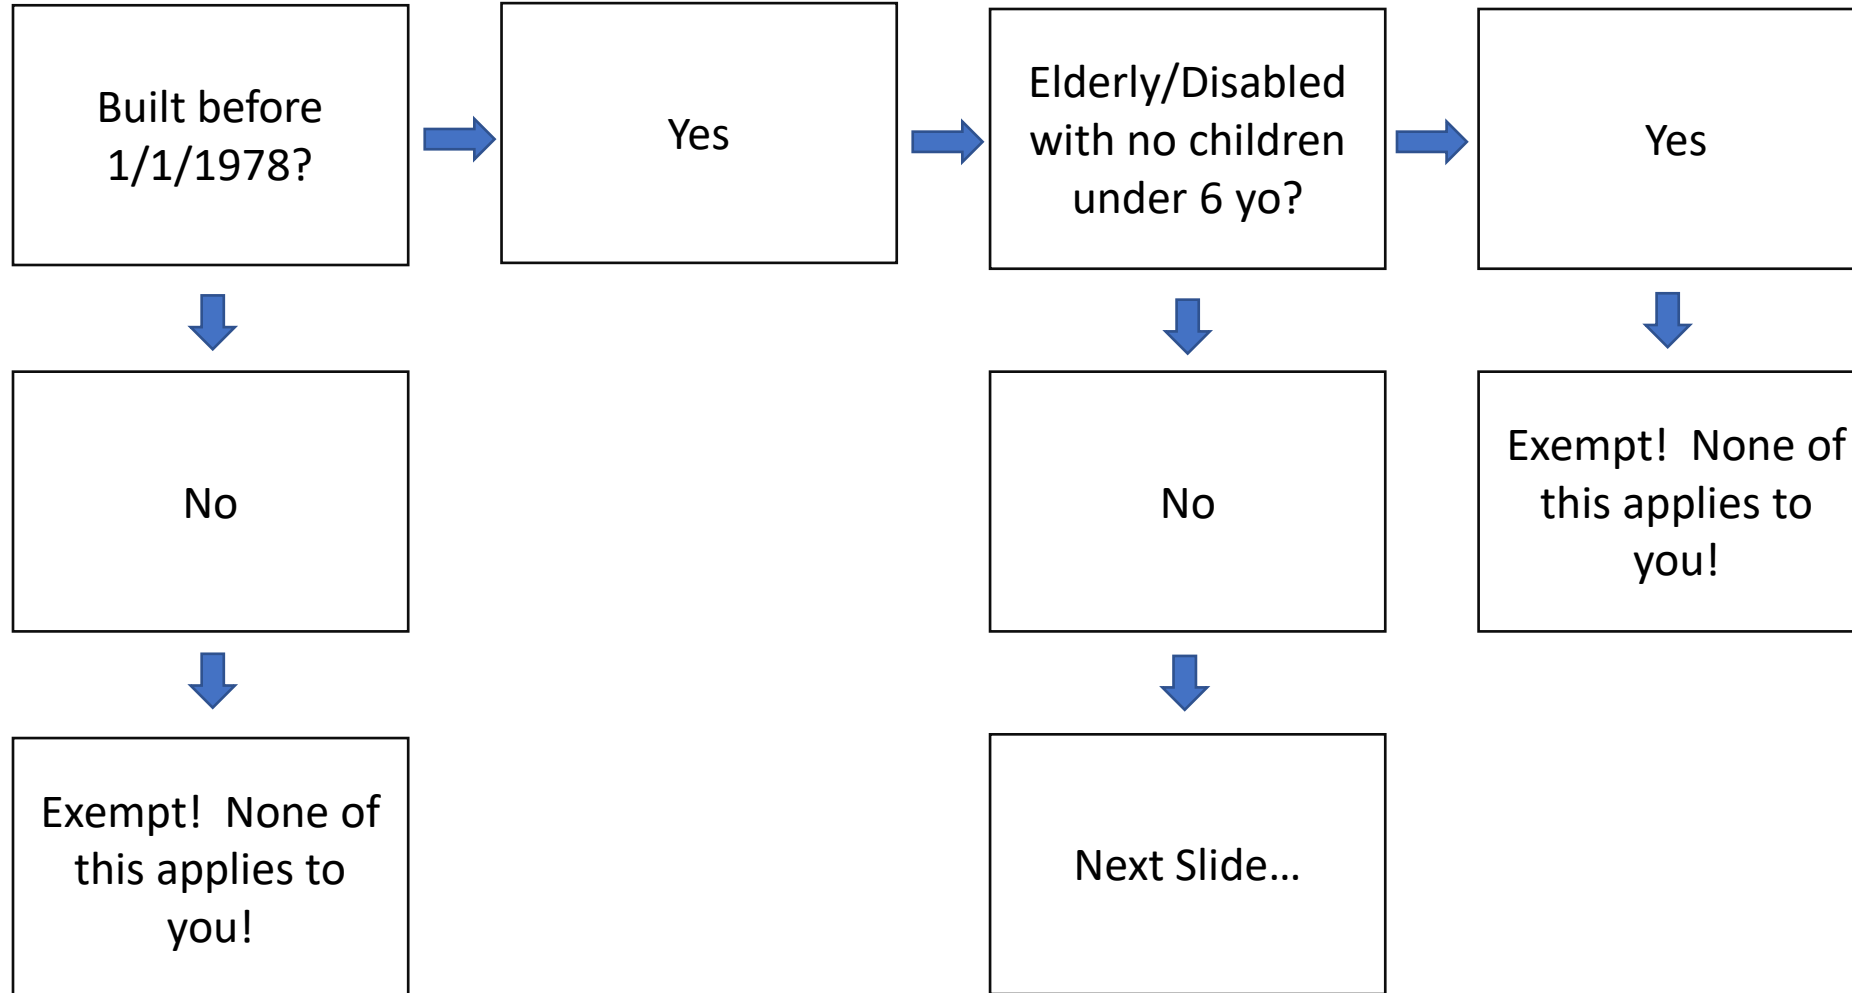 Built before
1/1/1978?
Yes
Elderly/Disabled
with no children
under 6 yo?
Yes
No
No
Exempt!  None of
this applies to
you!
Exempt!  None of
this applies to
you!
Next Slide…